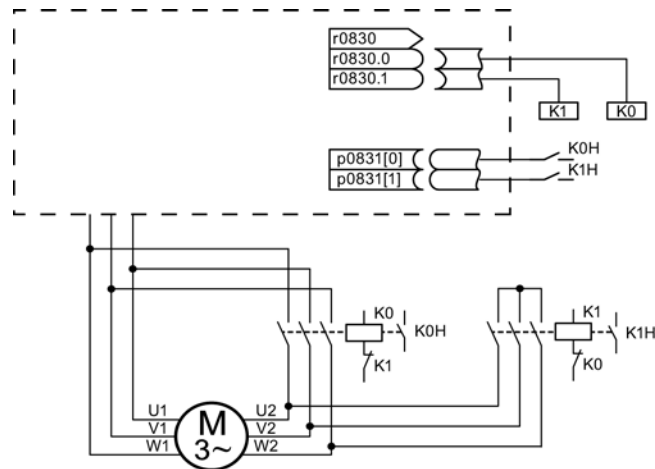 r0830
r0830.0
r0830.1
K1 K0
p0831[0] K0H
p0831[1] K1H
K0 K0H K1 K1H
K1 K0
U1 M U2
V1 3~ V2
W1 W2